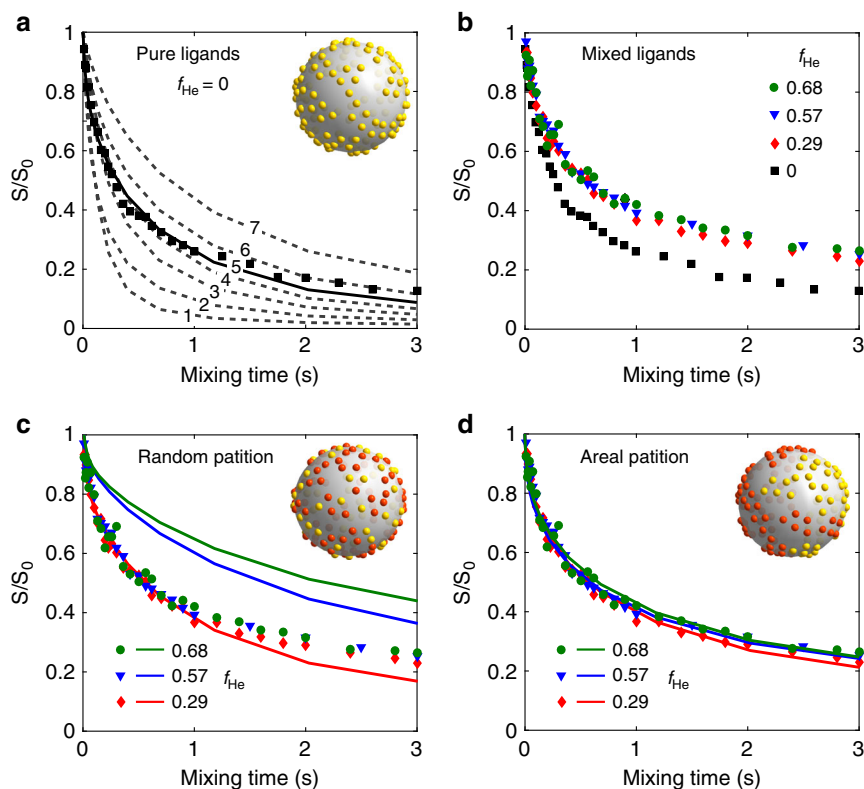 a
Pure ligands
f He = 0
S/S0
1
0.8
0.6
0.4
0.2
0
7
6
5
4
3
2
1
0 1 2 3
Mixing time (s)
b
Mixed ligands
f He
0.68
0.57
0.29
0
S/S0
1
0.8
0.6
0.4
0.2
0
0 1 2 3
Mixing time (s)
c
Random patition
S/S0
1
0.8
0.6
0.4
0.2
0
0.68
0.57 f He
0.29
0 1 2 3
Mixing time (s)
d
Areal patition
S/S0
1
0.8
0.6
0.4
0.2
0
0.68
0.57 f He
0.29
0 1 2 3
Mixing time (s)